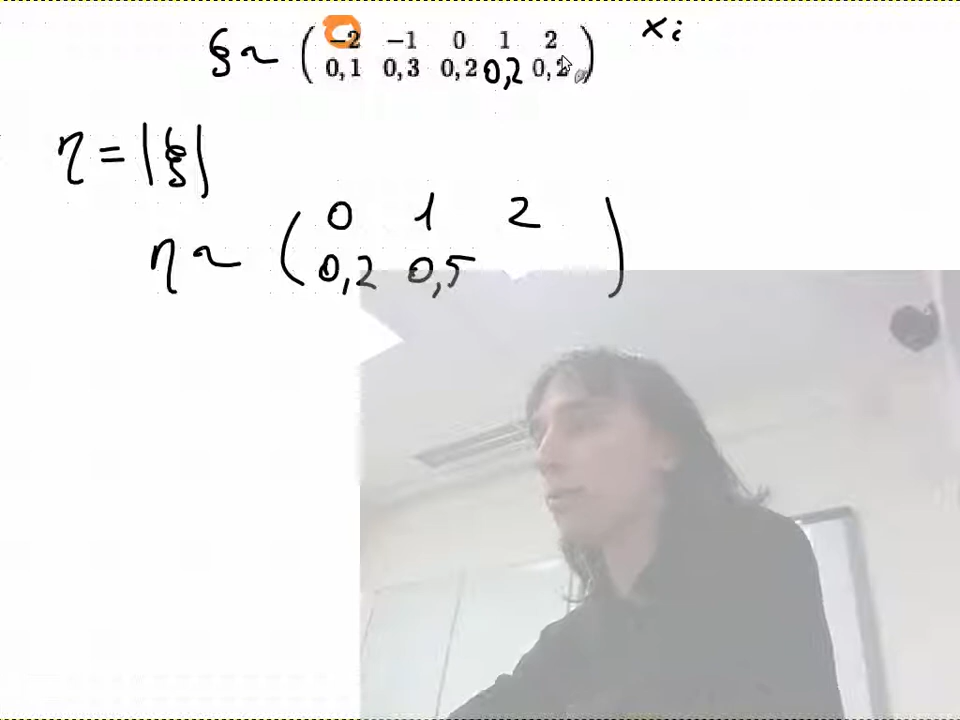 ξ ~ ( -2 -1 0 1 2 ) xi
0,1 0,3 0,2 0,2 0,2
η = |ξ|
η ~ ( 0 1 2 )
0,2 0,5